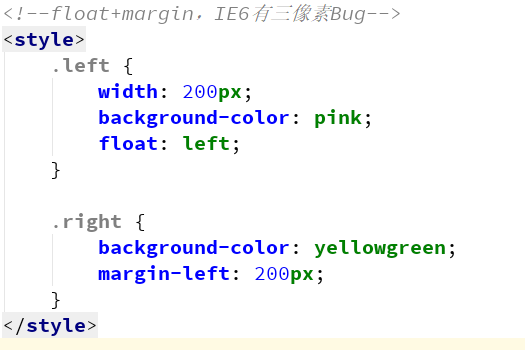 <!--float+margin，IE6有三像素Bug-->
<style>
    .left {
        width: 200px;
        background-color: pink;
        float: left;
    }

    .right {
        background-color: yellowgreen;
        margin-left: 200px;
    }
</style>